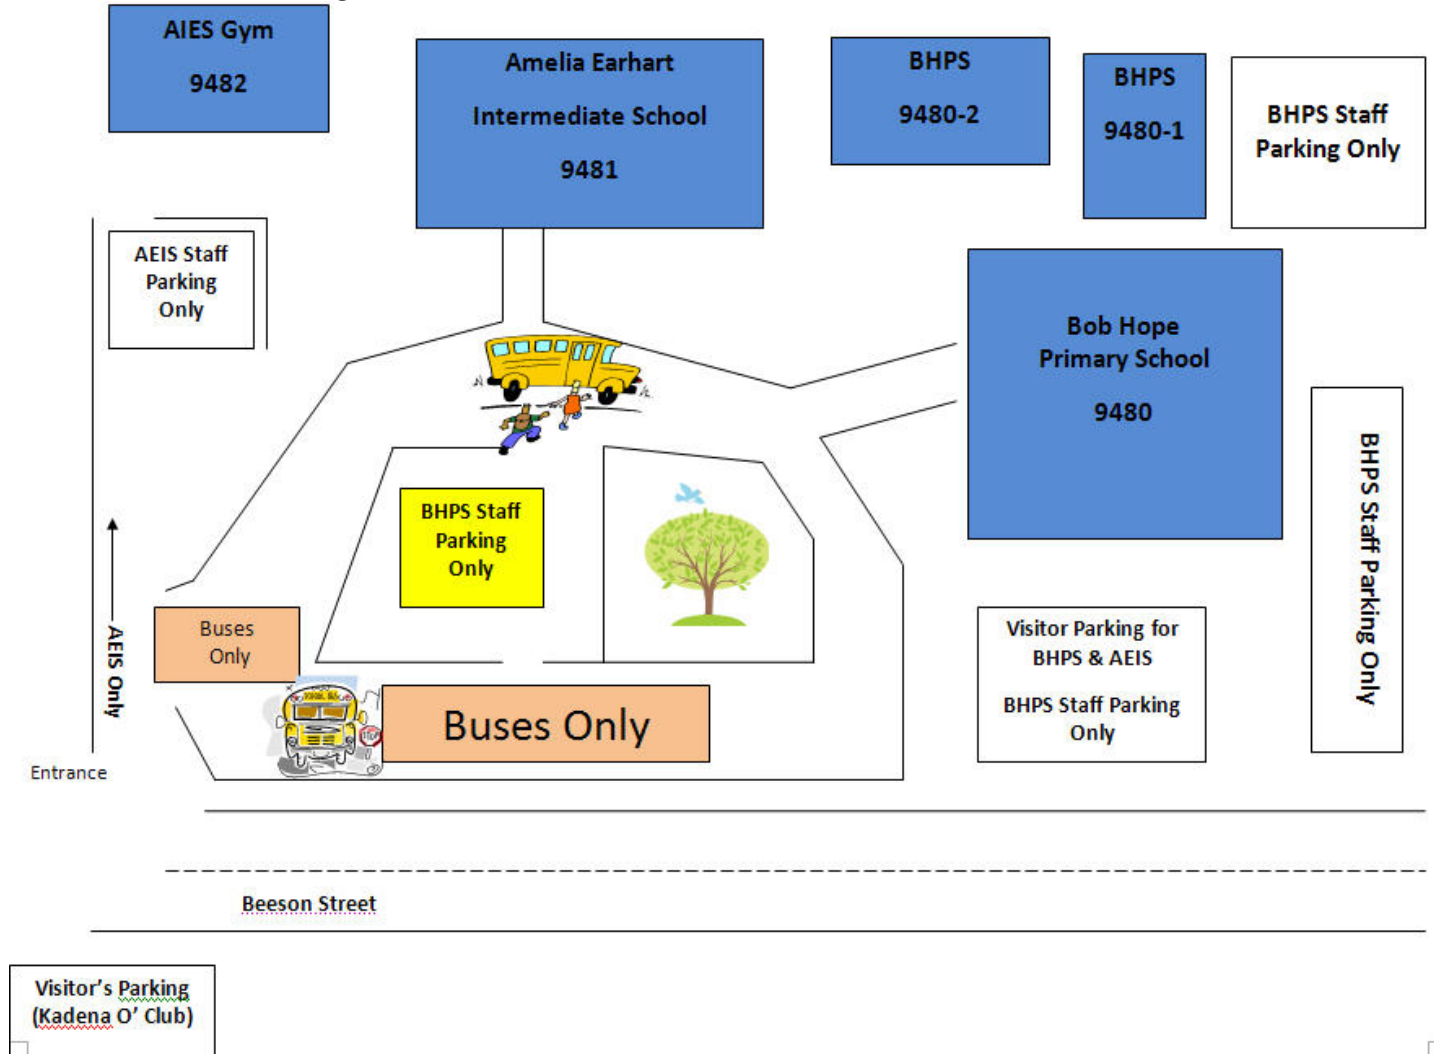 AIES Gym
9482
Amelia Earhart
Intermediate School
9481
BHPS
9480-2
BHPS
9480-1
BHPS Staff
Parking Only
AEIS Staff
Parking
Only
Bob Hope
Primary School
9480
BHPS Staff
Parking
Only
BHPS Staff Parking Only
AEIS Only
Buses
Only
Visitor Parking for
BHPS & AEIS
BHPS Staff Parking
Only
SCHOOL BUS
STOP
Buses Only
Entrance
Beeson Street
Visitor's Parking
(Kadena O' Club)